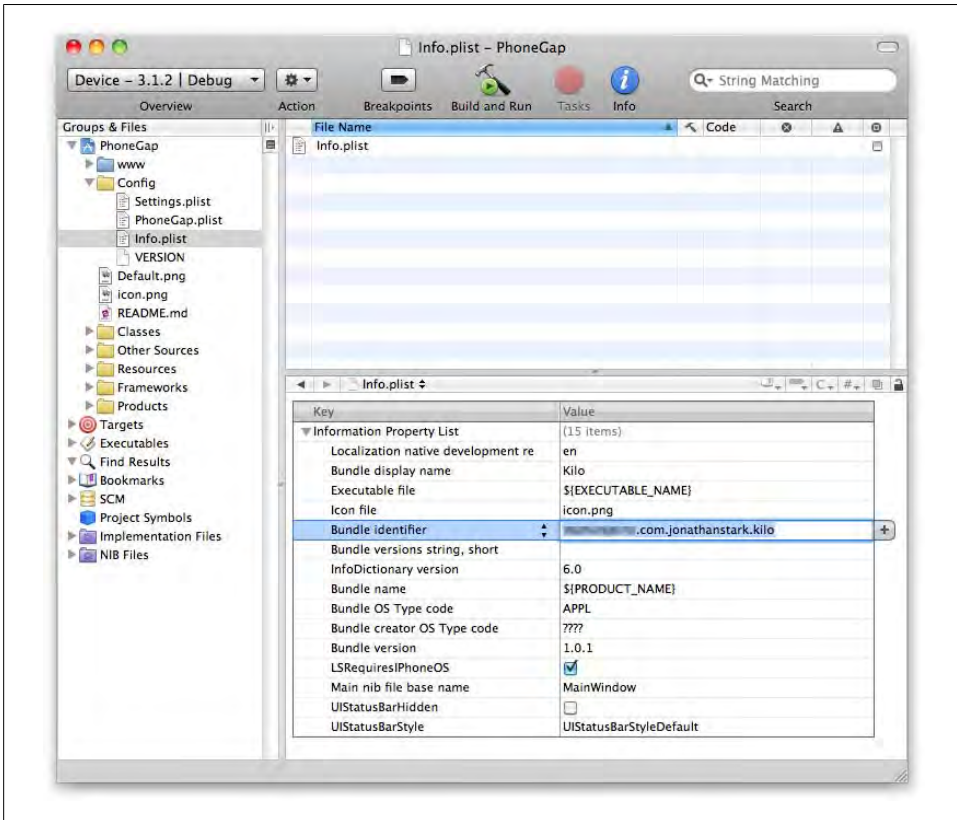 Info.plist – PhoneGap
Device – 3.1.2 | Debug
Overview
Action
Breakpoints
Build and Run
Tasks
Info
String Matching
Search
Groups & Files
PhoneGap
www
Config
Settings.plist
PhoneGap.plist
Info.plist
VERSION
Default.png
icon.png
README.md
Classes
Other Sources
Resources
Frameworks
Products
Targets
Executables
Find Results
Bookmarks
SCM
Project Symbols
Implementation Files
NIB Files
File Name Code
Info.plist
Info.plist
C #
Key Value
Information Property List (15 items)
Localization native development re en
Bundle display name Kilo
Executable file ${EXECUTABLE_NAME}
Icon file icon.png
Bundle identifier .com.jonathanstark.kilo
Bundle versions string, short
InfoDictionary version 6.0
Bundle name ${PRODUCT_NAME}
Bundle OS Type code APPL
Bundle creator OS Type code ????
Bundle version 1.0.1
LSRequiresIPhoneOS
Main nib file base name MainWindow
UIStatusBarHidden
UIStatusBarStyle UIStatusBarStyleDefault